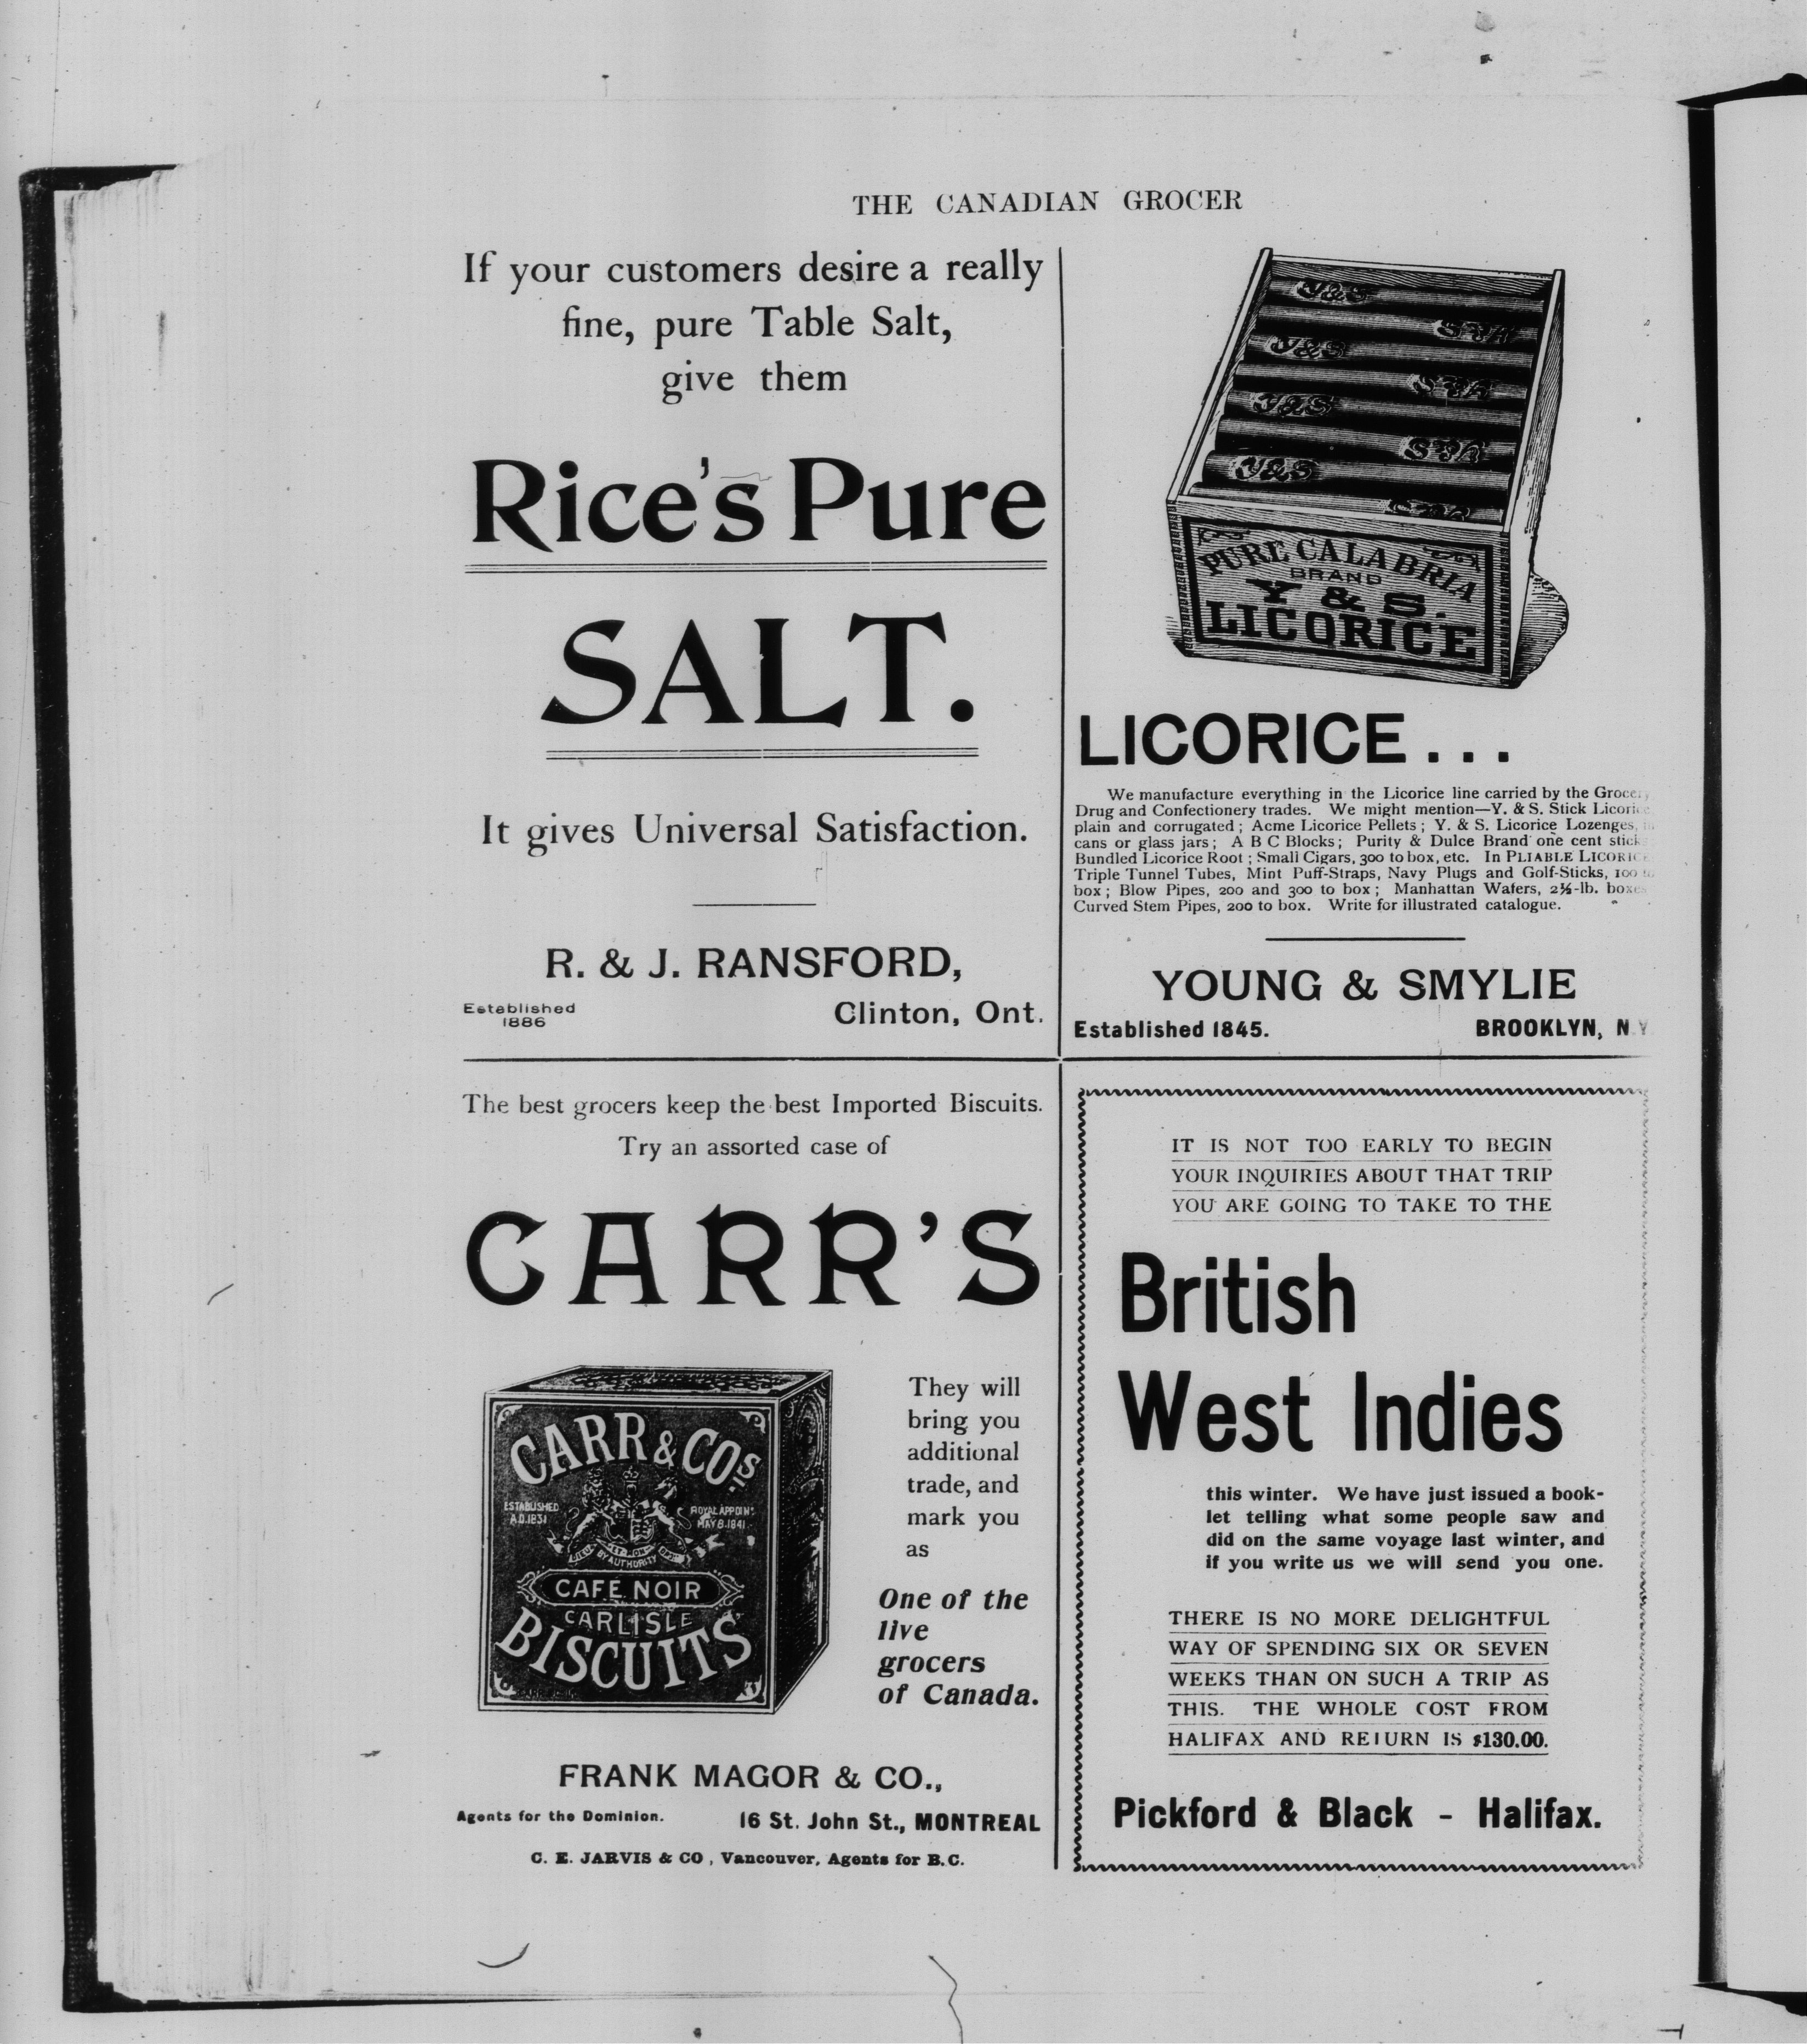 THE CANADIAN GROCER
If your customers desire a really
fine, pure Table Salt,
give them
Rice's Pure
SALT.
It gives Universal Satisfaction.
R. & J. RANSFORD,
Established
1886
Clinton, Ont.
Y&S
Y&S
Y&S
Y&S
Y&S
Y&S
Y&S
Y&S
PURE CALABRIA
BRAND
Y & S.
LICORICE
LICORICE...
We manufacture everything in the Licorice line carried by the Grocery
Drug and Confectionery trades. We might mention—Y. & S. Stick Licorice
plain and corrugated; Acme Licorice Pellets; Y. & S. Licorice Lozenges,
cans or glass jars; A B C Blocks; Purity & Dulce Brand one cent stick
Bundled Licorice Root; Small Cigars, 300 to box, etc. In PLIABLE LICORICE
Triple Tunnel Tubes, Mint Puff-Straps, Navy Plugs and Golf-Sticks, 100 to
box; Blow Pipes, 200 and 300 to box; Manhattan Wafers, 2½-lb. boxes
Curved Stem Pipes, 200 to box. Write for illustrated catalogue.
YOUNG & SMYLIE
Established 1845. BROOKLYN, N.Y.
The best grocers keep the best Imported Biscuits.
Try an assorted case of
CARR'S
CARR & COS
ESTABLISHED
A.D. 1831
ROYAL APPOINT
MAY 8. 1841.
BY AUTHORITY
CAFE NOIR
CARLISLE
BISCUITS
They will
bring you
additional
trade, and
mark you
as
One of the
live
grocers
of Canada.
FRANK MAGOR & CO.,
Agents for the Dominion. 16 St. John St., MONTREAL
C. E. JARVIS & CO, Vancouver, Agents for B.C.
IT IS NOT TOO EARLY TO BEGIN
YOUR INQUIRIES ABOUT THAT TRIP
YOU ARE GOING TO TAKE TO THE
British
West Indies
this winter. We have just issued a book-
let telling what some people saw and
did on the same voyage last winter, and
if you write us we will send you one.
THERE IS NO MORE DELIGHTFUL
WAY OF SPENDING SIX OR SEVEN
WEEKS THAN ON SUCH A TRIP AS
THIS. THE WHOLE COST FROM
HALIFAX AND RETURN IS $130.00.
Pickford & Black - Halifax.